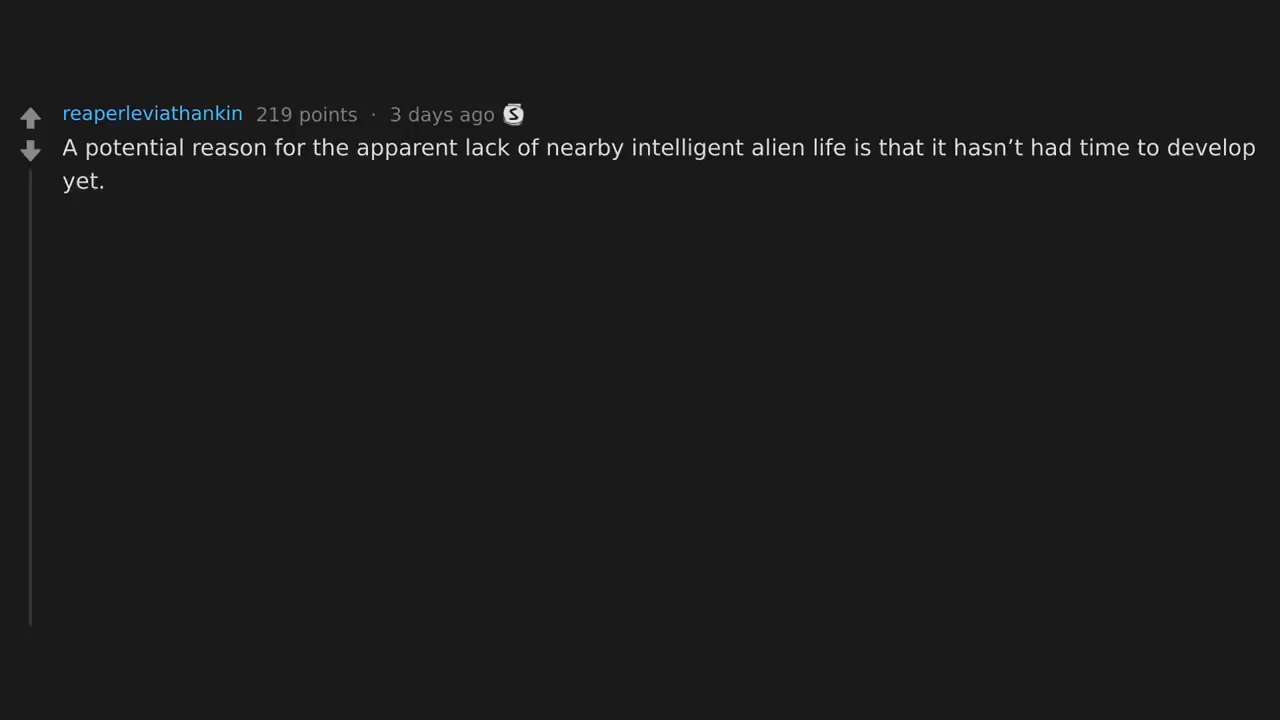 reaperleviathankin 219 points · 3 days ago S
A potential reason for the apparent lack of nearby intelligent alien life is that it hasn’t had time to develop
yet.